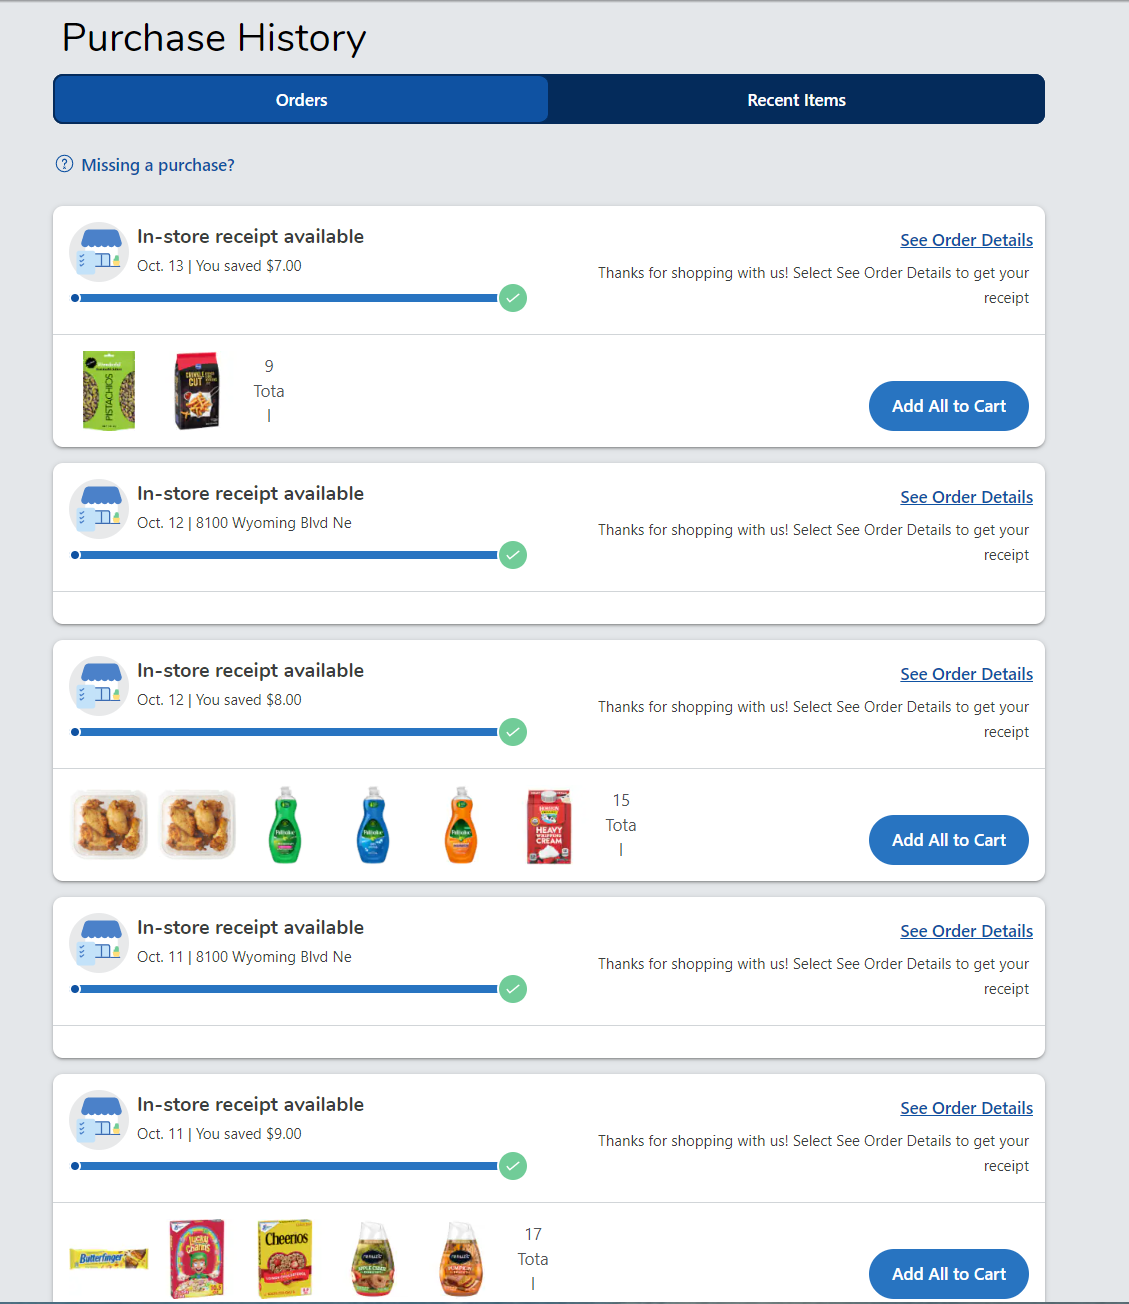 Purchase History
Orders
Recent Items
Missing a purchase?
In-store receipt available
See Order Details
Oct. 13 | You saved $7.00
Thanks for shopping with us! Select See Order Details to get your
receipt
PISTACHIOS
CRINKLE
CUT
9
Tota
l
Add All to Cart
In-store receipt available
See Order Details
Oct. 12 | 8100 Wyoming Blvd Ne
Thanks for shopping with us! Select See Order Details to get your
receipt
In-store receipt available
See Order Details
Oct. 12 | You saved $8.00
Thanks for shopping with us! Select See Order Details to get your
receipt
Palmolive
Palmolive
Palmolive
HEAVY
WHIPPING
CREAM
15
Tota
l
Add All to Cart
In-store receipt available
See Order Details
Oct. 11 | 8100 Wyoming Blvd Ne
Thanks for shopping with us! Select See Order Details to get your
receipt
In-store receipt available
See Order Details
Oct. 11 | You saved $9.00
Thanks for shopping with us! Select See Order Details to get your
receipt
Butterfinger
Lucky
Charms
Cheerios
renuzit
APPLE CIDER
renuzit
PUMPKIN
17
Tota
l
Add All to Cart